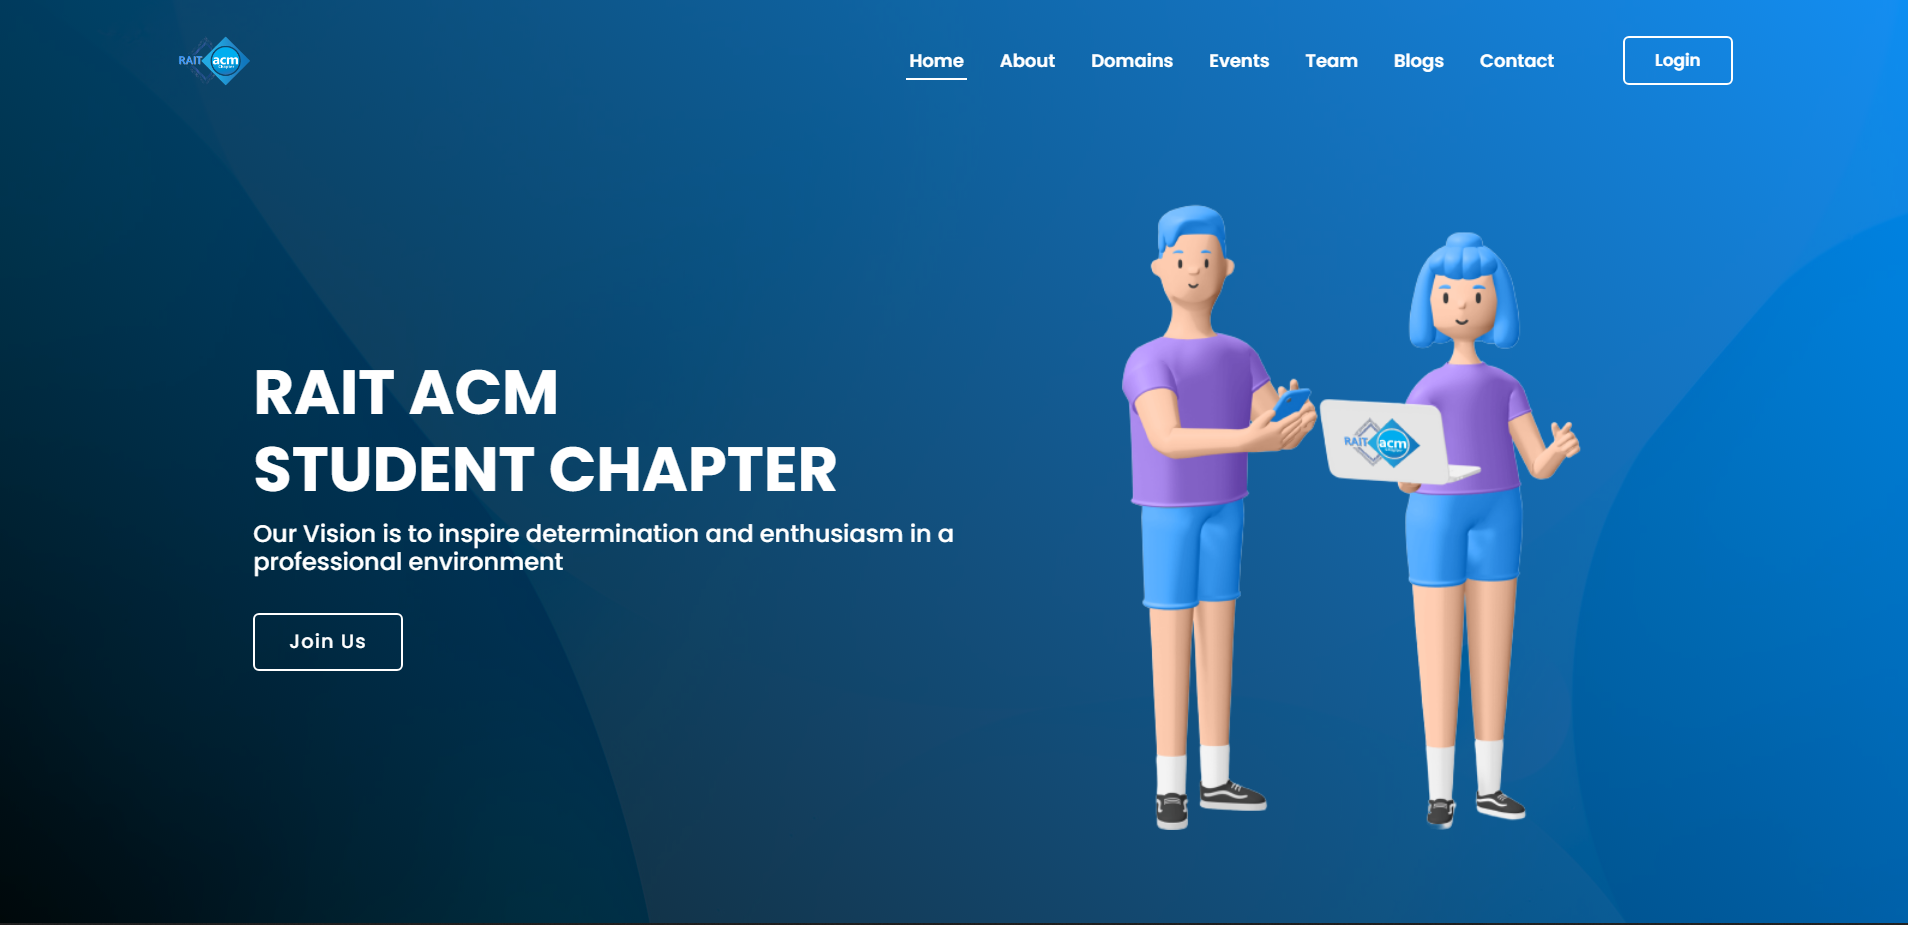 RAIT acm
Chapter
Home About Domains Events Team Blogs Contact Login
RAIT ACM
STUDENT CHAPTER
Our Vision is to inspire determination and enthusiasm in a
professional environment
Join Us
RAIT acm